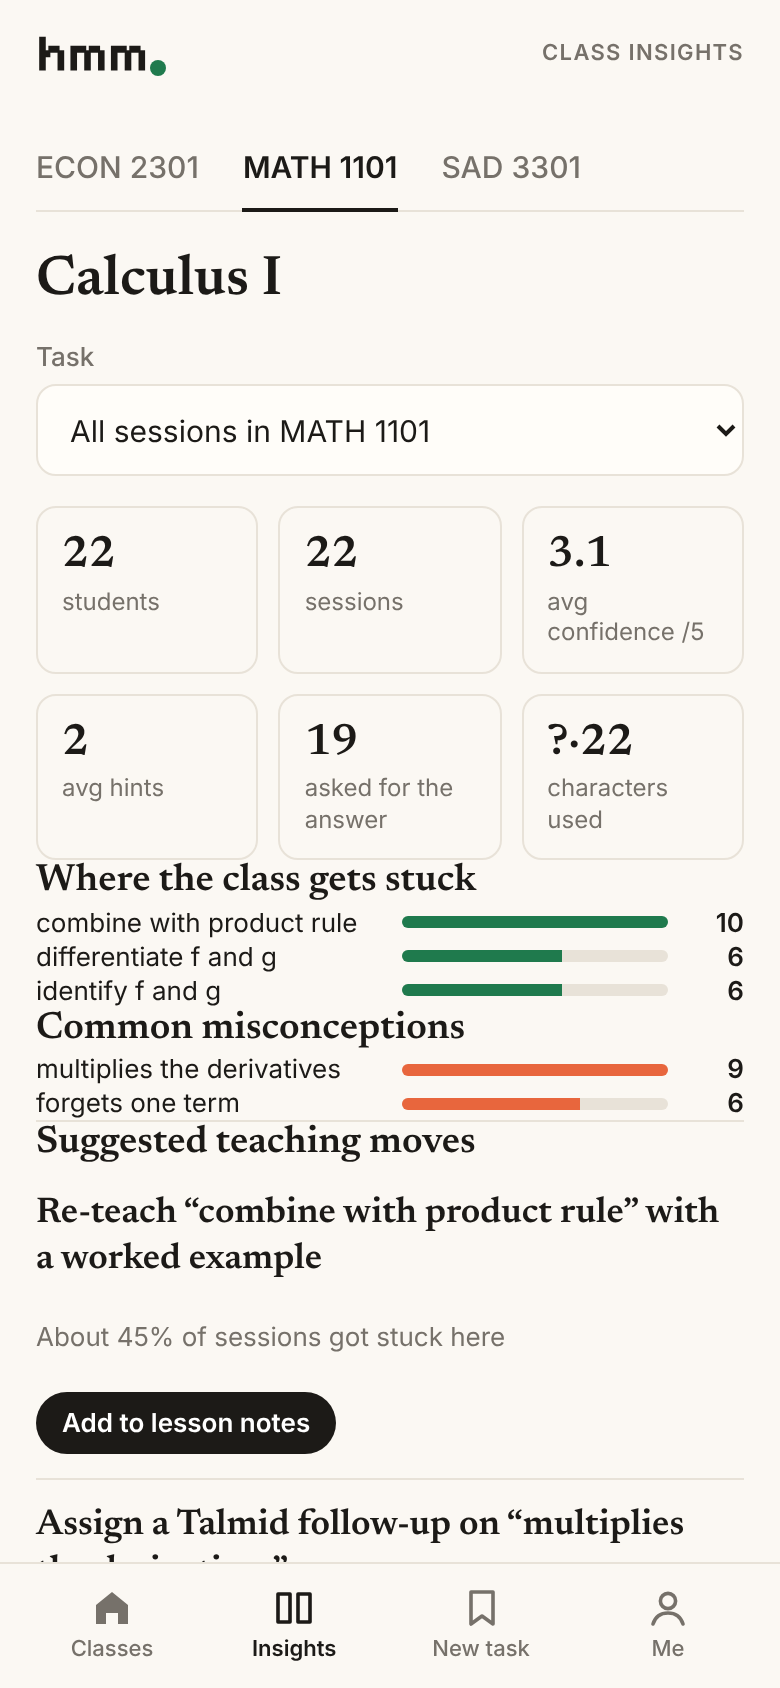 hmm.
CLASS INSIGHTS
ECON 2301 MATH 1101 SAD 3301
Calculus I
Task
All sessions in MATH 1101
22
students
22
sessions
3.1
avg
confidence /5
2
avg hints
19
asked for the
answer
?·22
characters
used
Where the class gets stuck
combine with product rule 10
differentiate f and g 6
identify f and g 6
Common misconceptions
multiplies the derivatives 9
forgets one term 6
Suggested teaching moves
Re-teach “combine with product rule” with
a worked example
About 45% of sessions got stuck here
Add to lesson notes
Assign a Talmid follow-up on “multiplies
Classes Insights New task Me